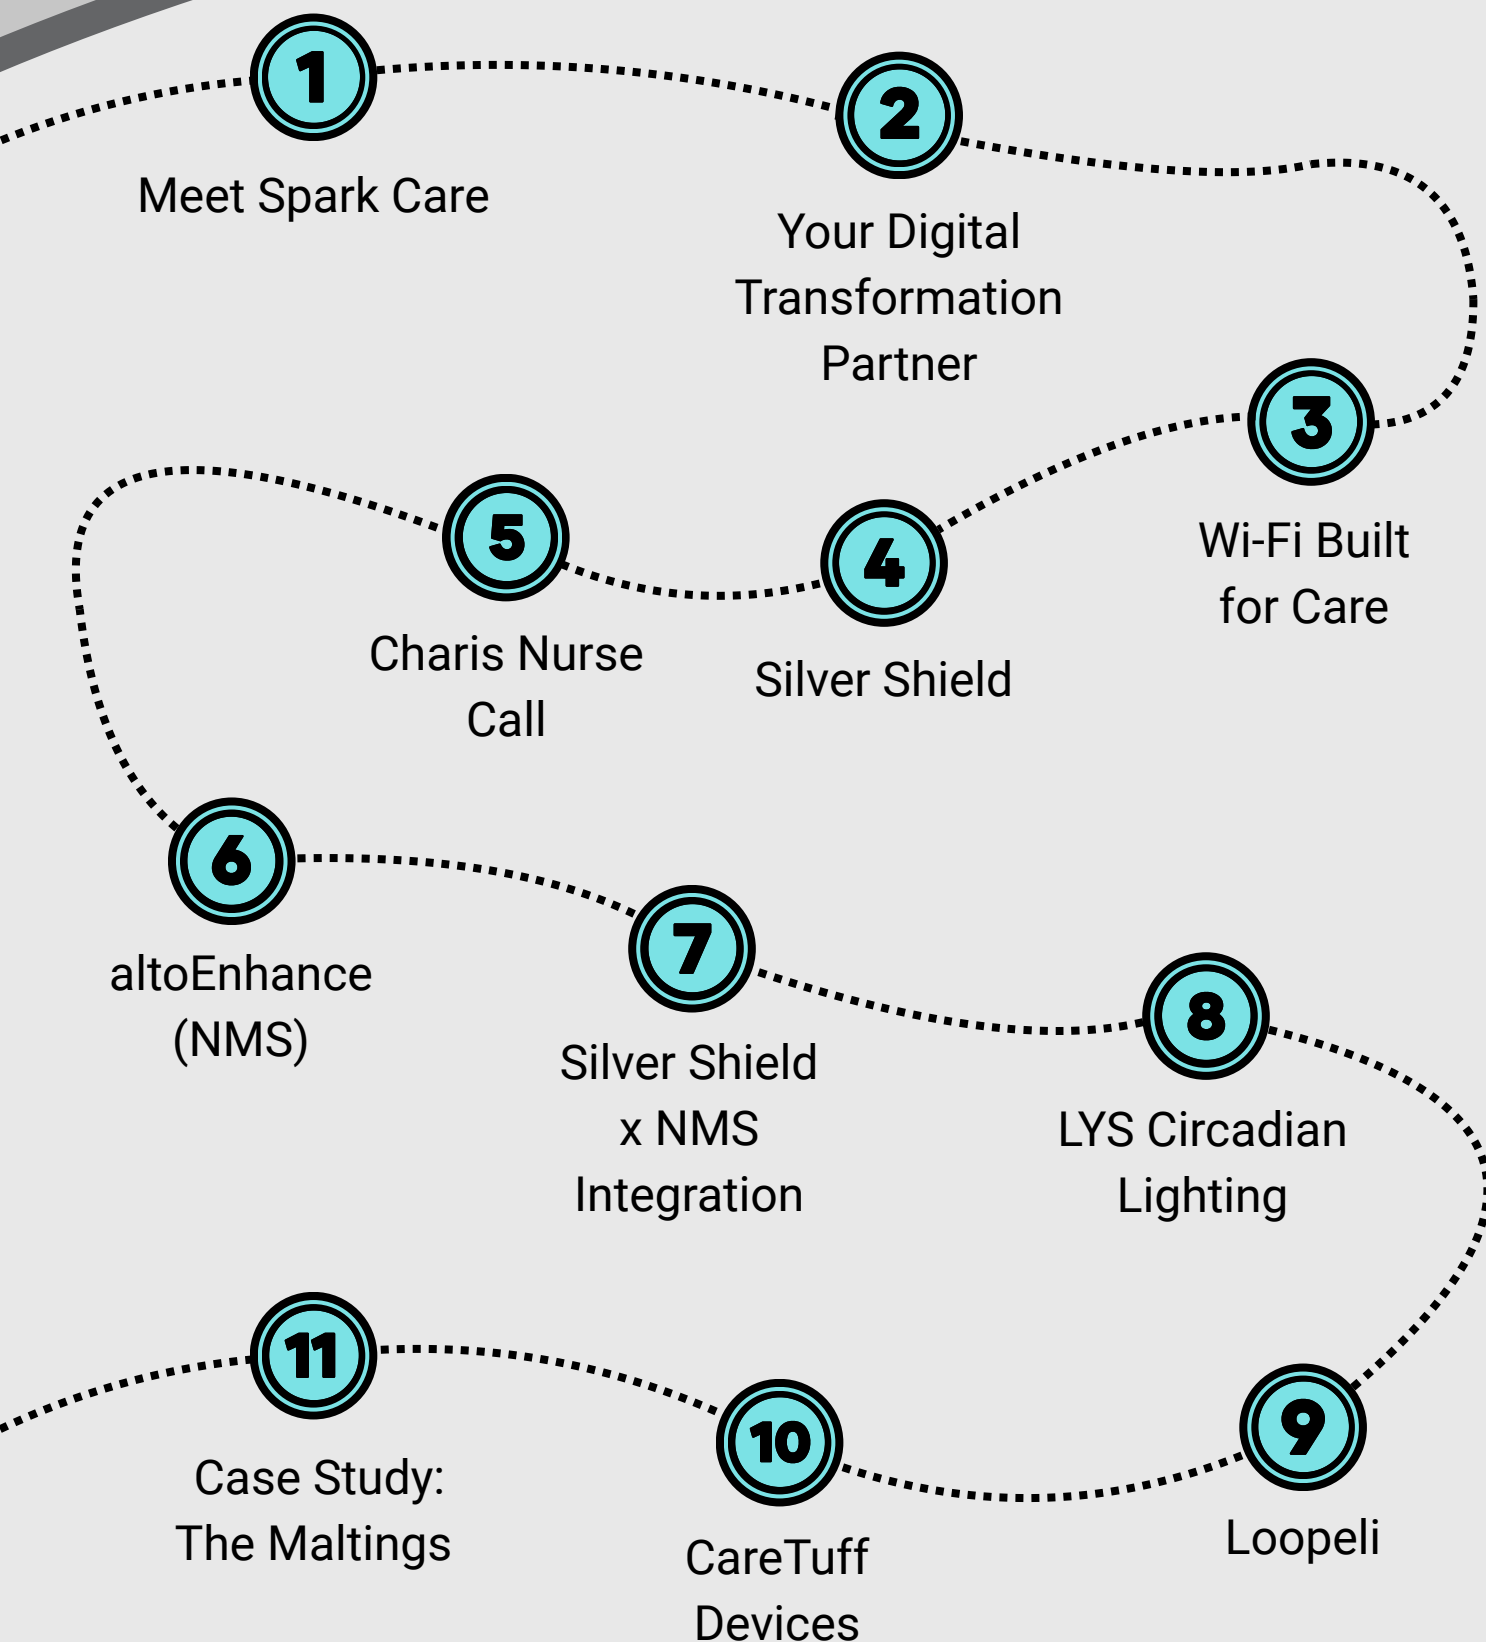 1
Meet Spark Care
2
Your Digital
Transformation
Partner
3
Wi-Fi Built
for Care
4
Silver Shield
5
Charis Nurse
Call
6
altoEnhance
(NMS)
7
Silver Shield
x NMS
Integration
8
LYS Circadian
Lighting
9
Loopeli
10
CareTuff
Devices
11
Case Study:
The Maltings